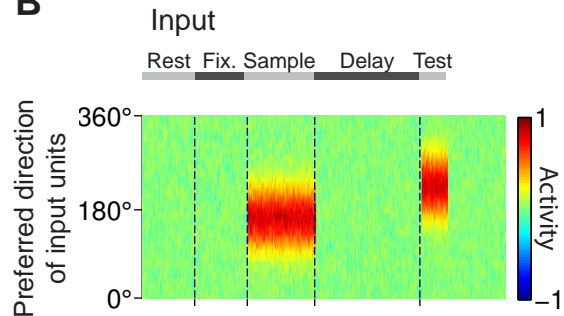 B
Input
Rest Fix. Sample Delay Test
Preferred direction
of input units
360°
180°
0°
1
Activity
−1